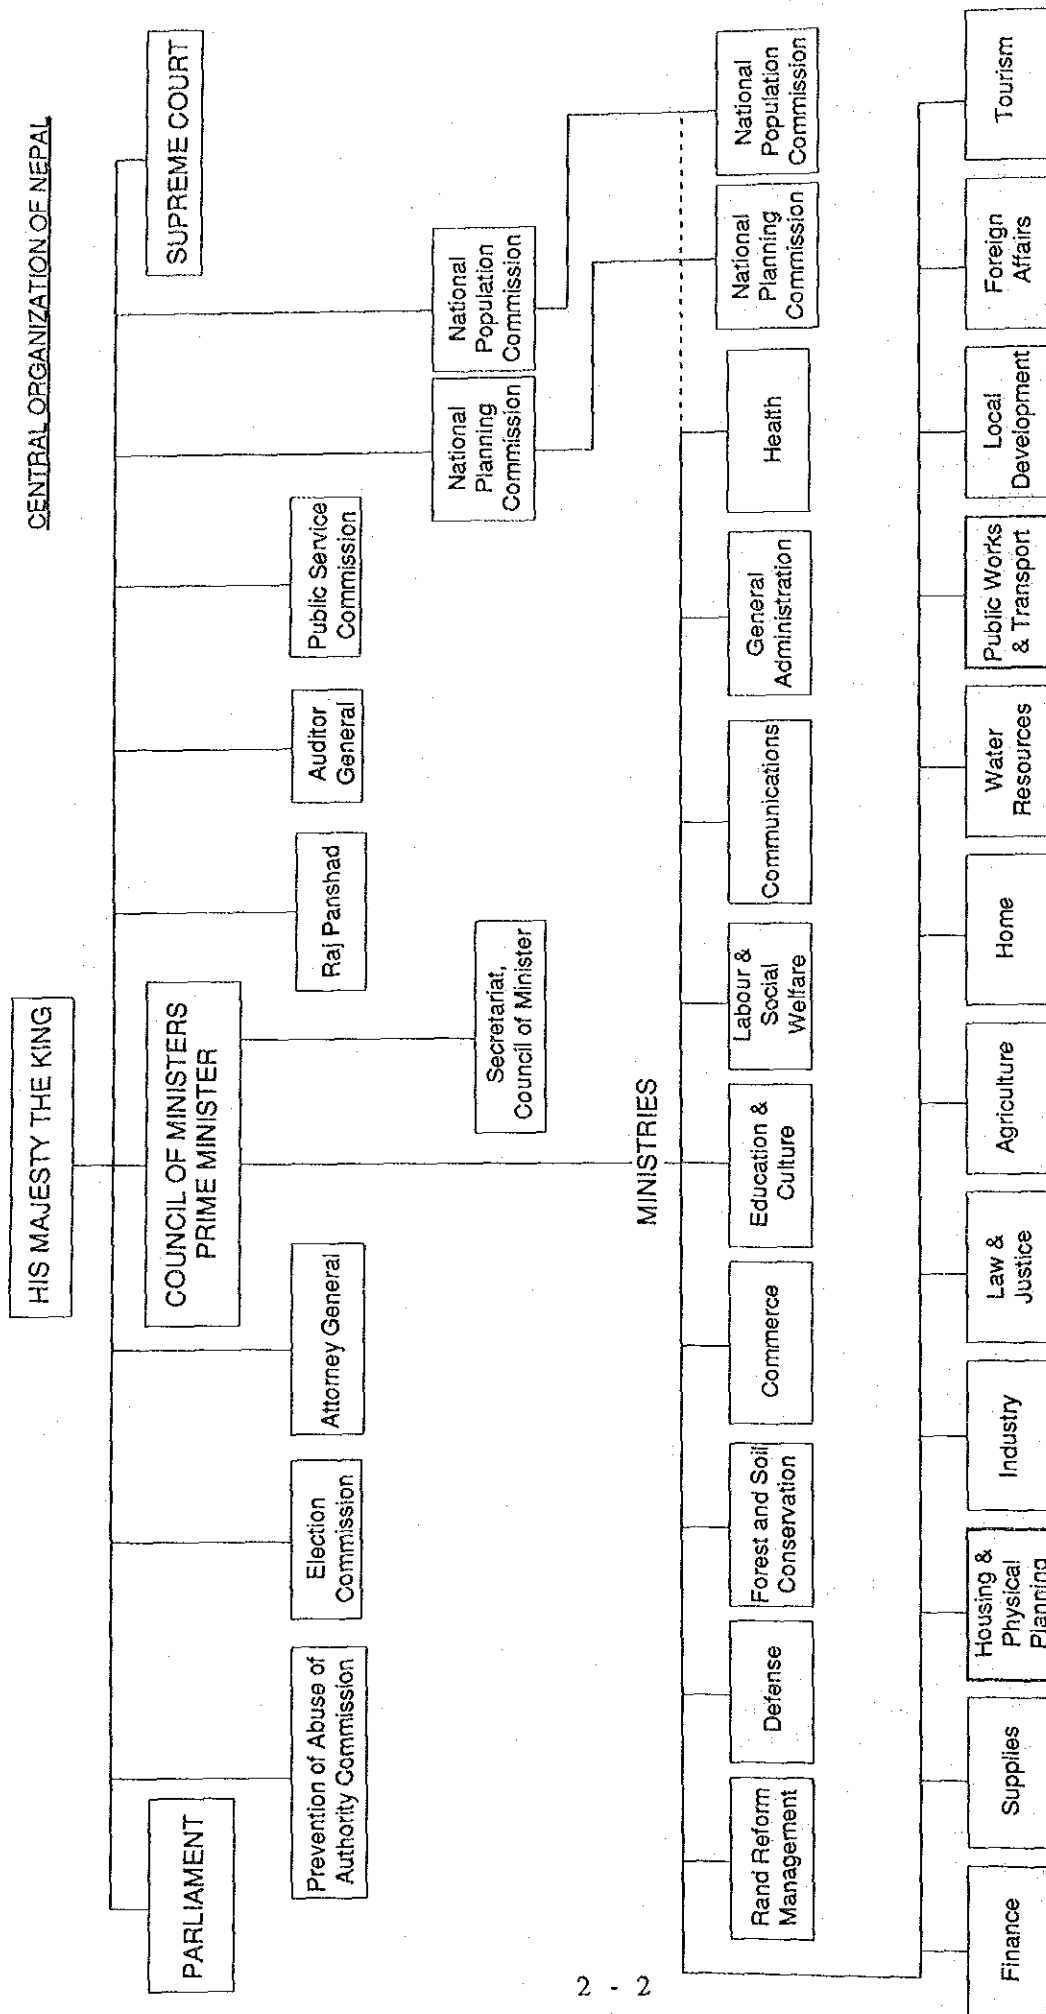 CENTRAL ORGANIZATION OF NEPAL
HIS MAJESTY THE KING
PARLIAMENT
COUNCIL OF MINISTERS
PRIME MINISTER
SUPREME COURT
Prevention of Abuse of
Authority Commission
Election
Commission
Attorney General
Raj Panshad
Auditor
General
Public Service
Commission
National
Planning
Commission
National
Population
Commission
Secretariat,
Council of Minister
MINISTRIES
Rand Reform
Management
Defense
Forest and Soil
Conservation
Commerce
Education &
Culture
Labour &
Social
Welfare
Communications
General
Administration
Health
National
Planning
Commission
National
Population
Commission
Finance
Supplies
Housing &
Physical
Planning
Industry
Law &
Justice
Agriculture
Home
Water
Resources
Public Works
& Transport
Local
Development
Foreign
Affairs
Tourism
2 - 2